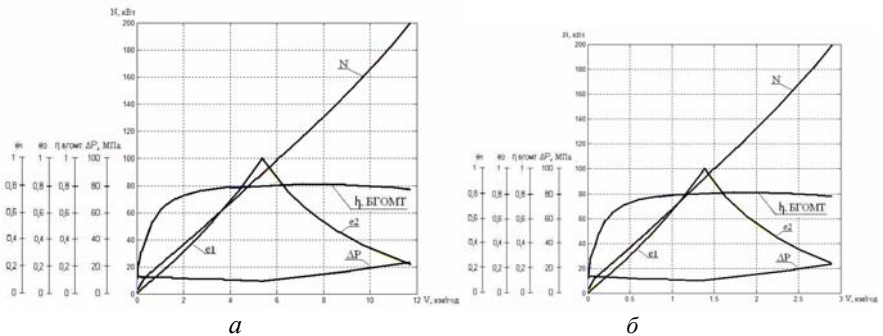 N, кВт
200
180
160
140
120
100
80
60
40
20
0
e1 e2 η БГОМТ ΔP, МПа
1 1 1 100
0,8 0,8 0,8 80
0,6 0,6 0,6 60
0,4 0,4 0,4 40
0,2 0,2 0,2 20
0 0 0 0
N
η, БГОМТ
e2
e1
ΔP
0 2 4 6 8 10 12
V, км/год
а
N, кВт
200
180
160
140
120
100
80
60
40
20
0
e1 e2 η БГОМТ ΔP, МПа
1 1 1 100
0,8 0,8 0,8 80
0,6 0,6 0,6 60
0,4 0,4 0,4 40
0,2 0,2 0,2 20
0 0 0 0
N
η, БГОМТ
e2
e1
ΔP
0 0.5 1 1.5 2 2.5 3
V, км/год
б